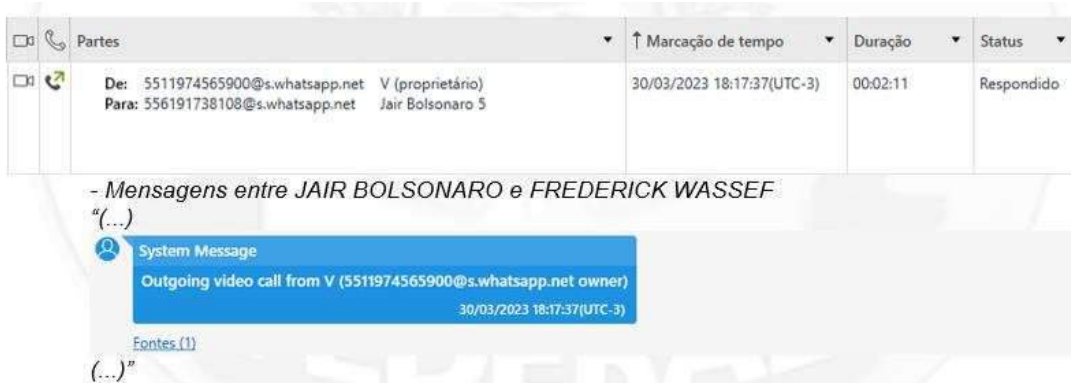 Partes ↑ Marcação de tempo Duração Status
De: 5511974565900@s.whatsapp.net V (proprietário) 30/03/2023 18:17:37(UTC-3) 00:02:11 Respondido
Para: 556191738108@s.whatsapp.net Jair Bolsonaro 5
- Mensagens entre JAIR BOLSONARO e FREDERICK WASSEF
“(...)
System Message
Outgoing video call from V (5511974565900@s.whatsapp.net owner)
30/03/2023 18:17:37(UTC-3)
Fontes (1)
(...)”